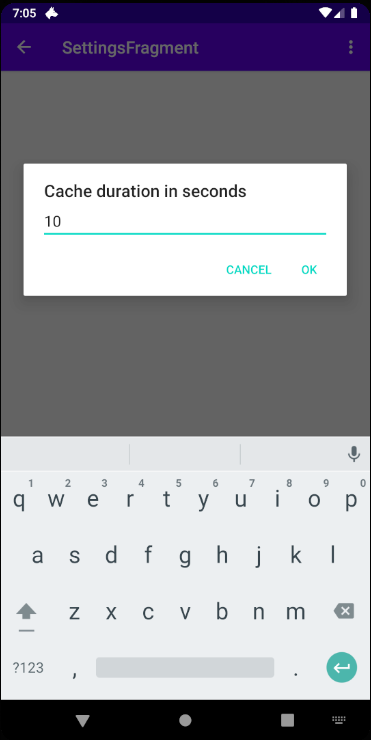 7:05
SettingsFragment
Cache duration in seconds
10
CANCEL OK
1 2 3 4 5 6 7 8 9 0
q w e r t y u i o p
a s d f g h j k l
z x c v b n m
?123 , .